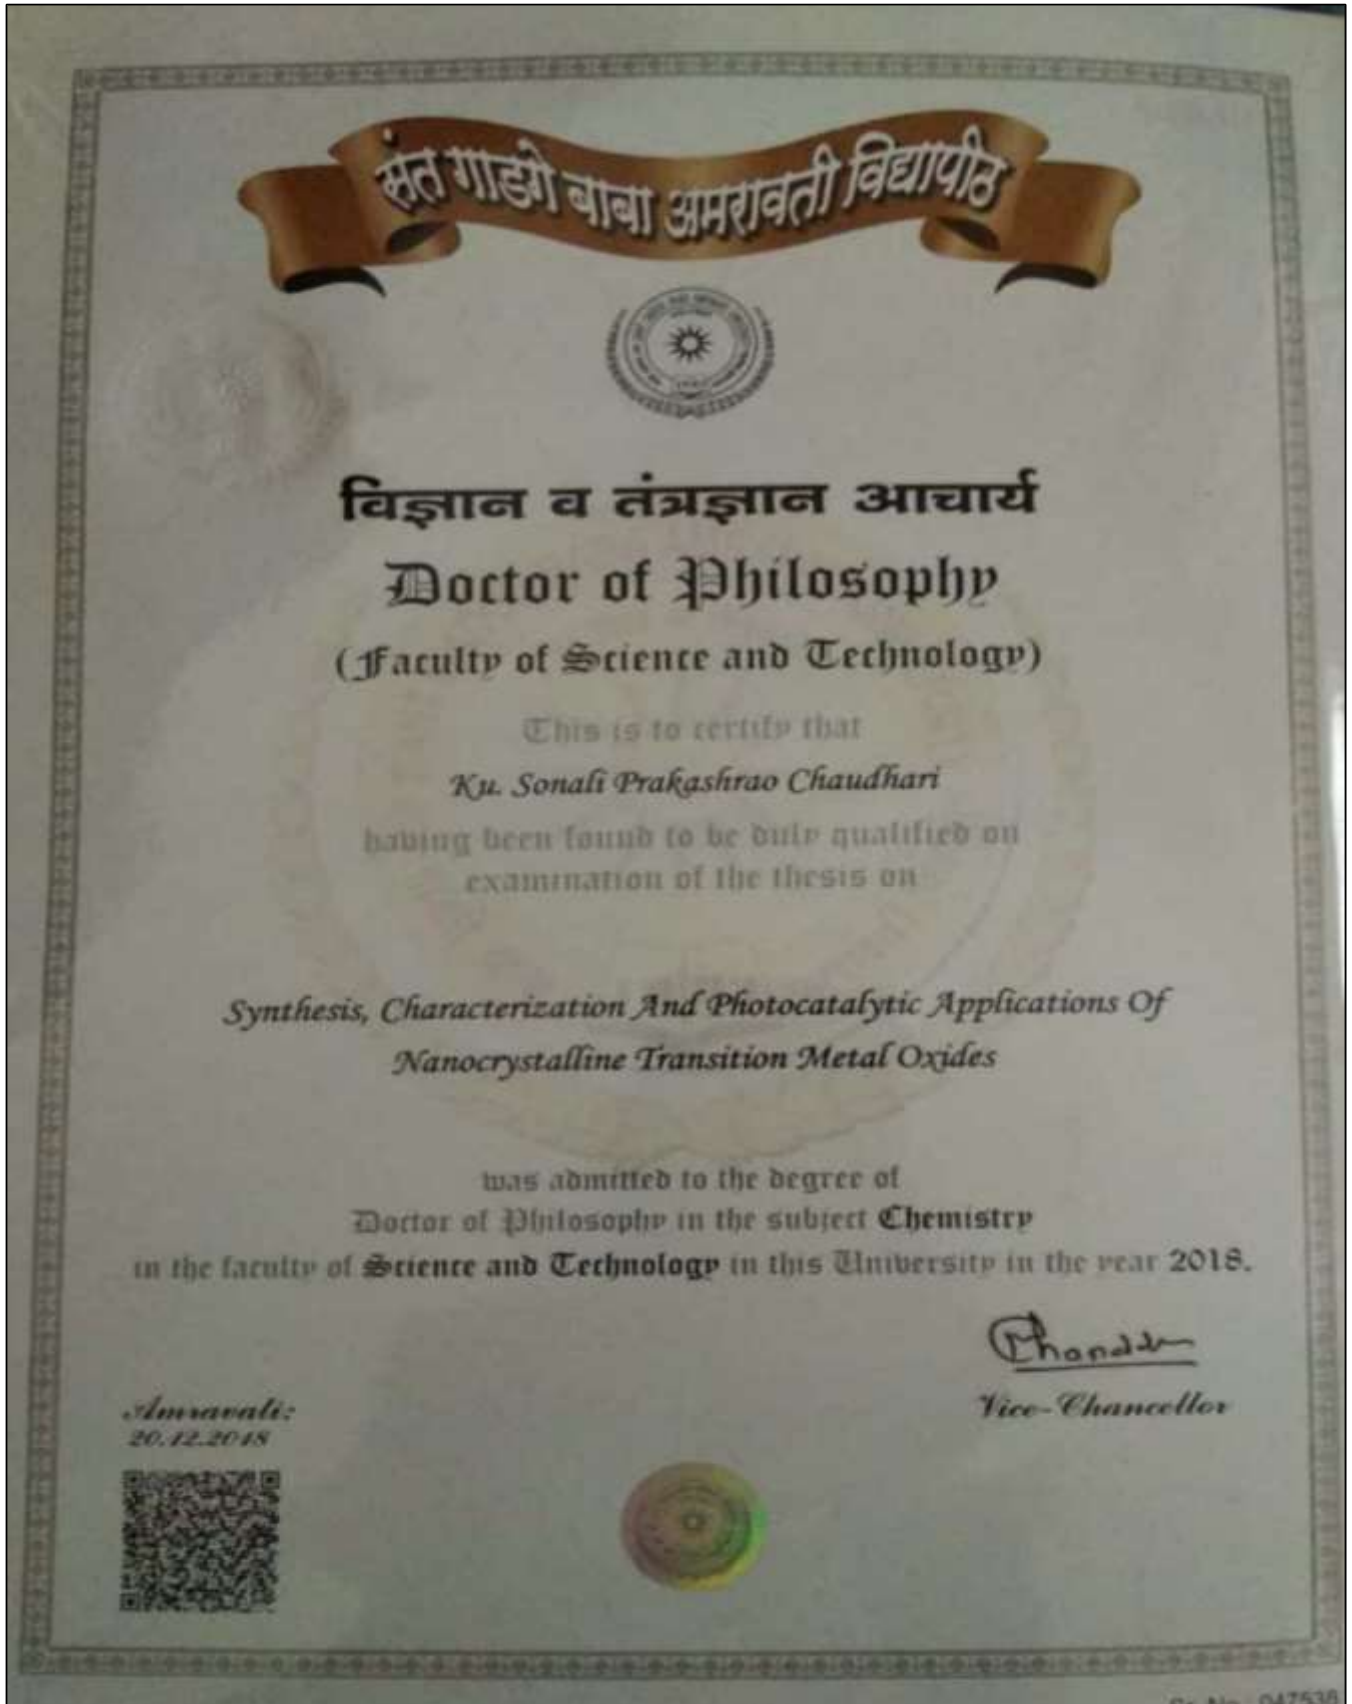 संत गाडगे बाबा अमरावती विद्यापीठ
विज्ञान व तंत्रज्ञान आचार्य
Doctor of Philosophy
(Faculty of Science and Technology)
This is to certify that
Ku. Sonali Prakashrao Chaudhari
having been found to be duly qualified on
examination of the thesis on
Synthesis, Characterization And Photocatalytic Applications Of
Nanocrystalline Transition Metal Oxides
was admitted to the degree of
Doctor of Philosophy in the subject Chemistry
in the faculty of Science and Technology in this University in the year 2018.
Vice-Chancellor
Amravati:
20.12.2018